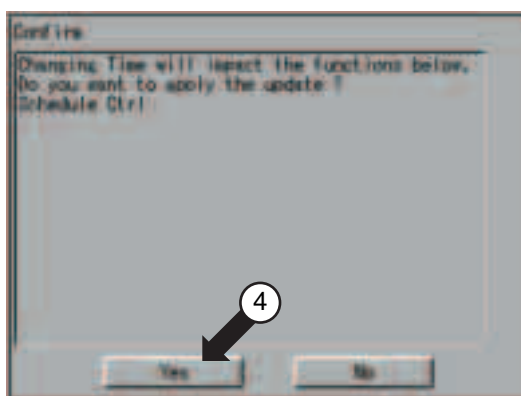 Confirm
Changing Time will impact the functions below.
Do you want to apply the update ?
Schedule Ctrl
4
Yes
No